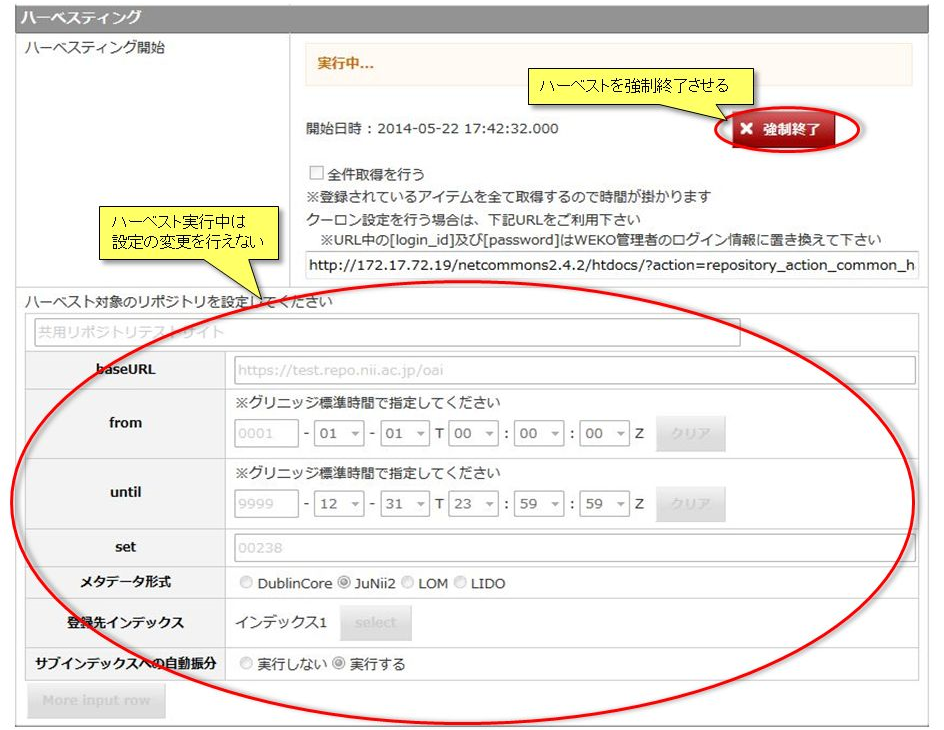 ハーベスティング
ハーベスティング開始
実行中...
ハーベストを強制終了させる
開始日時 : 2014-05-22 17:42:32.000
✖ 強制終了
全件取得を行う
※登録されているアイテムを全て取得するので時間が掛かります
クーロン設定を行う場合は、下記URLをご利用下さい
※URL中の[login_id]及び[password]はWEKO管理者のログイン情報に置き換えて下さい
http://172.17.72.19/netcommons2.4.2/htdocs/?action=repository_action_common_ha
ハーベスト実行中は
設定の変更を行えない
ハーベスト対象のリポジトリを設定してください
共用リポジトリテストサイト
baseURL
https://test.repo.nii.ac.jp/oai
from
※グリニッジ標準時間で指定してください
0001 - 01 - 01 T 00 : 00 : 00 Z クリア
until
※グリニッジ標準時間で指定してください
9999 - 12 - 31 T 23 : 59 : 59 Z クリア
set
00238
メタデータ形式
DublinCore JuNii2 LOM LIDO
登録先インデックス
インデックス1 select
サブインデックスへの自動振分
実行しない 実行する
More input row